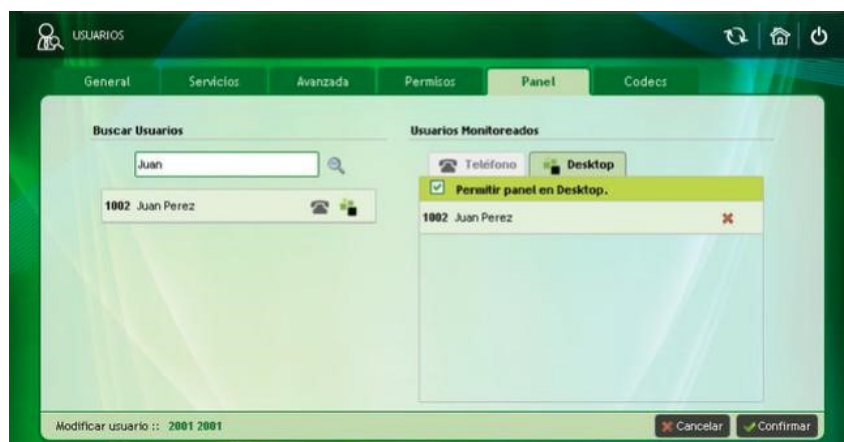 USUARIOS
General Servicios Avanzada Permisos Panel Codecs
Buscar Usuarios
Juan
1002 Juan Perez
Usuarios Monitoreados
Teléfono Desktop
Permitir panel en Desktop.
1002 Juan Perez
Modificar usuario :: 2001 2001
Cancelar Confirmar